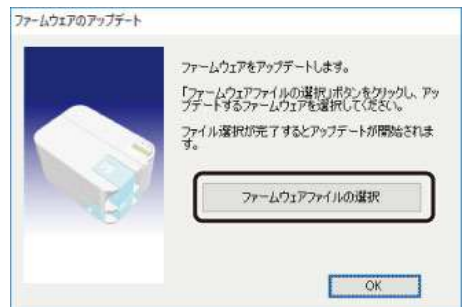 ファームウェアのアップデート
ファームウェアをアップデートします。
「ファームウェアファイルの選択」ボタンをクリックし、アッ
プデートするファームウェアを選択してください。
ファイル選択が完了するとアップデートが開始されま
す。
ファームウェアファイルの選択
OK